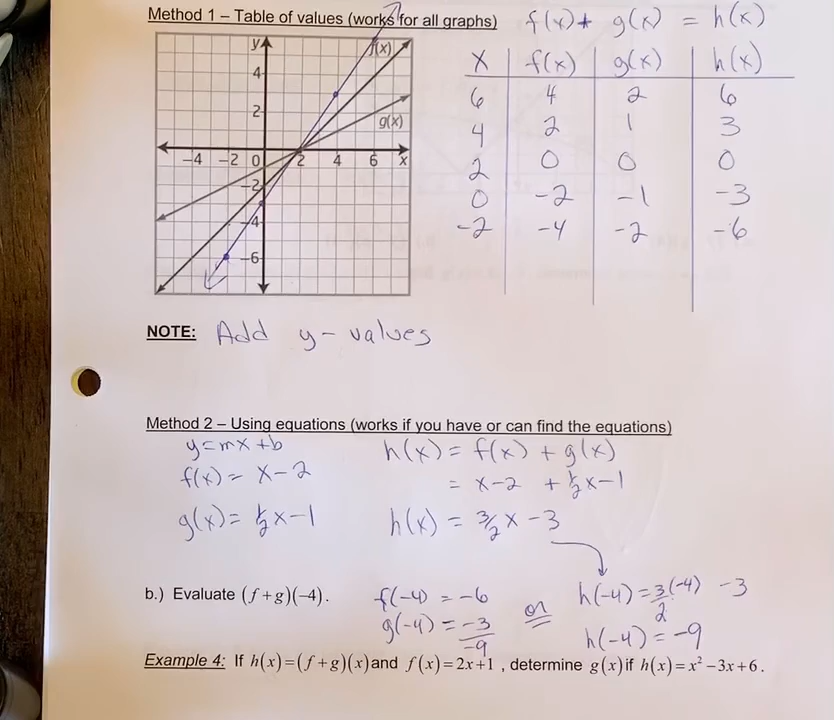 Method 1 – Table of values (works for all graphs) f(x) + g(x) = h(x)
x f(x) g(x) h(x)
6 4 2 6
4 2 1 3
2 0 0 0
0 -2 -1 -3
-2 -4 -2 -6
y f(x)
4
2 g(x)
-4 -2 0 2 4 6 x
-2
-4
-6
NOTE: Add y-values
Method 2 – Using equations (works if you have or can find the equations)
y=mx+b h(x) = f(x) + g(x)
f(x) = x-2 = x-2 + ½x-1
g(x) = ½x-1 h(x) = 3/2 x - 3
b.) Evaluate (f+g)(-4). f(-4) = -6 or h(-4) = 3(-4)/2 - 3
g(-4) = -3 h(-4) = -9
-9
Example 4: If h(x)=(f+g)(x) and f(x)=2x+1, determine g(x) if h(x)=x²-3x+6.